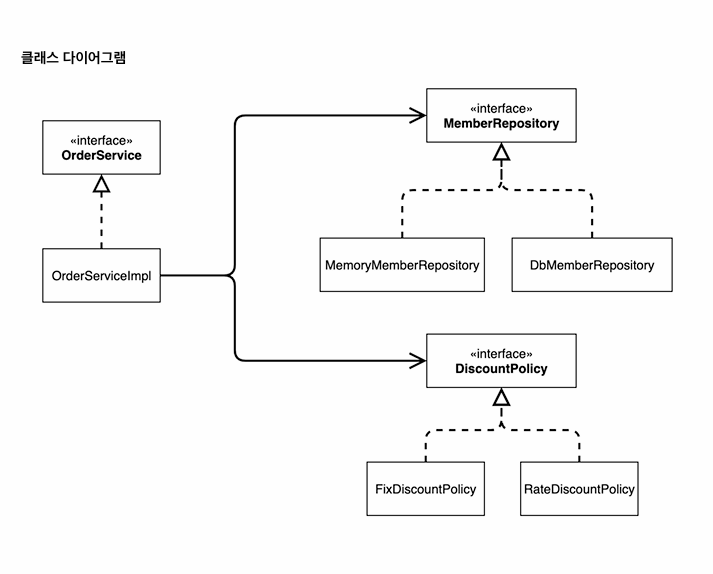 클래스 다이어그램
«interface»
OrderService
OrderServiceImpl
«interface»
MemberRepository
MemoryMemberRepository
DbMemberRepository
«interface»
DiscountPolicy
FixDiscountPolicy
RateDiscountPolicy